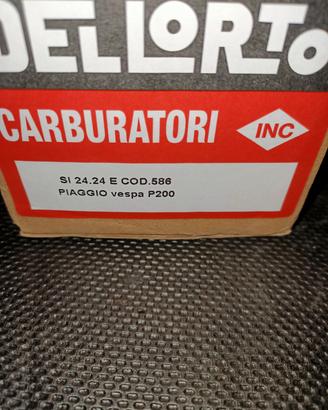 DELLORTO
CARBURATORI INC
SI 24.24 E COD.586
PIAGGIO vespa P200